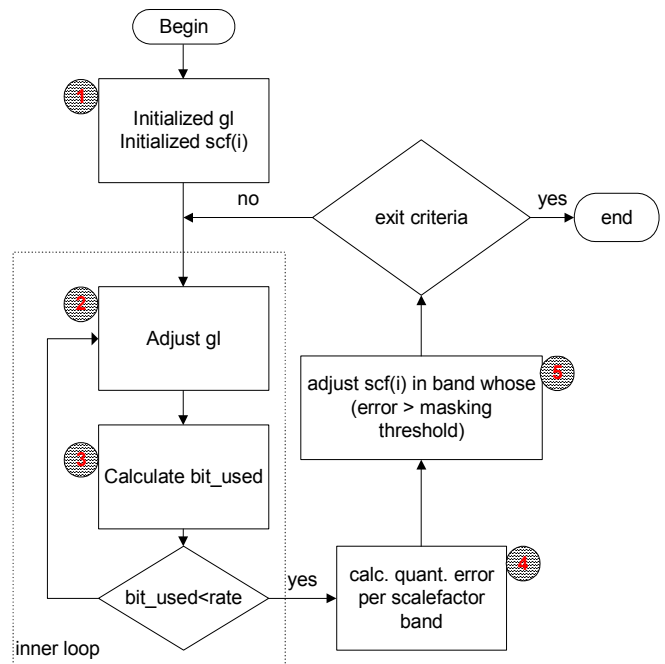 Begin
1
Initialized gl
Initialized scf(i)
no
exit criteria
yes
end
2
Adjust gl
5
adjust scf(i) in band whose
(error > masking
threshold)
3
Calculate bit_used
4
calc. quant. error
per scalefactor
band
bit_used<rate
yes
inner loop